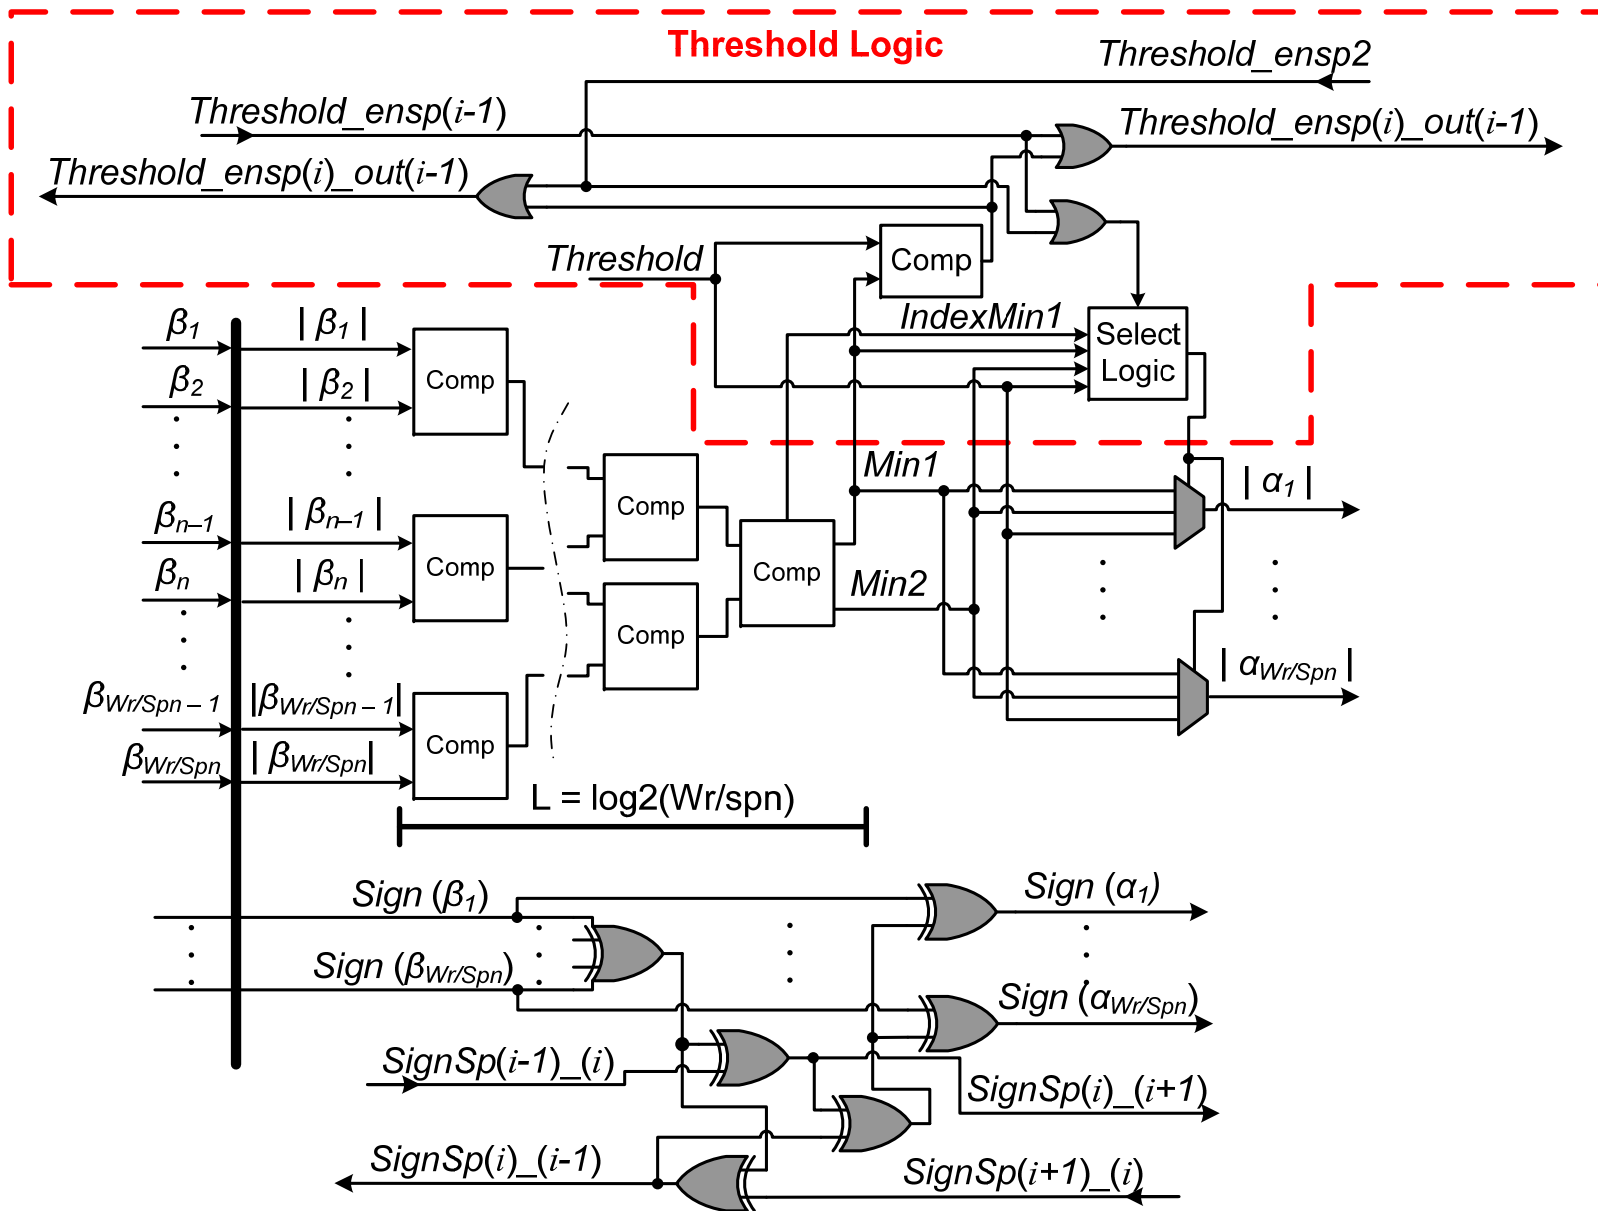 Threshold Logic
Threshold_ensp2
Threshold_ensp(i-1)
Threshold_ensp(i)_out(i-1)
Threshold_ensp(i)_out(i-1)
Threshold
Comp
IndexMin1
Select
Logic
β1
| β1 |
Comp
β2
| β2 |
Min1
| α1 |
Comp
βn–1
| βn–1 |
Comp
Comp
Min2
βn
| βn |
Comp
| αWr/Spn |
βWr/Spn – 1
|βWr/Spn – 1|
Comp
βWr/Spn
| βWr/Spn|
L = log2(Wr/spn)
Sign (β1)
Sign (α1)
Sign (βWr/Spn)
Sign (αWr/Spn)
SignSp(i-1)_(i)
SignSp(i)_(i+1)
SignSp(i)_(i-1)
SignSp(i+1)_(i)